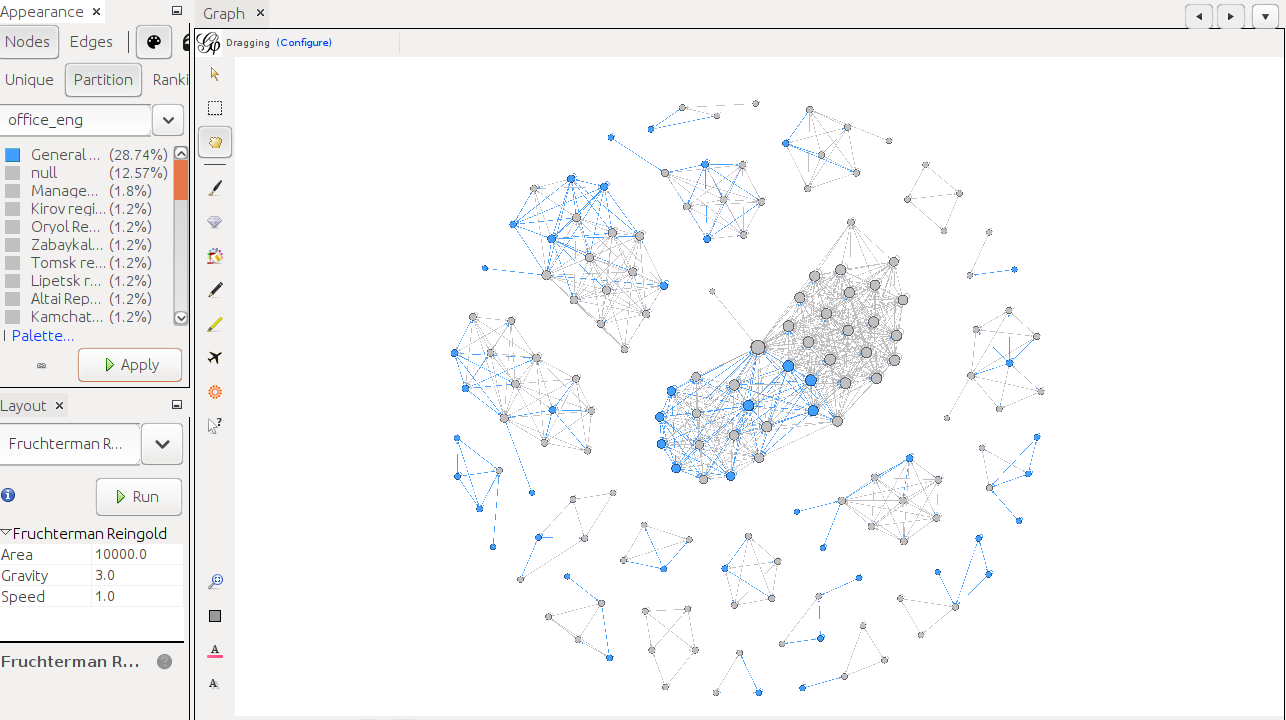 Appearance ×
Graph ×
Nodes Edges
Dragging (Configure)
Unique Partition Ranki
office_eng
General ... (28.74%)
null (12.57%)
Manage... (1.8%)
Kirov regi... (1.2%)
Oryol Re... (1.2%)
Zabaykal... (1.2%)
Tomsk re... (1.2%)
Lipetsk r... (1.2%)
Altai Rep... (1.2%)
Kamchat... (1.2%)
Palette...
Apply
Layout ×
Fruchterman R...
Run
Fruchterman Reingold
Area 10000.0
Gravity 3.0
Speed 1.0
Fruchterman R... ?
A
A